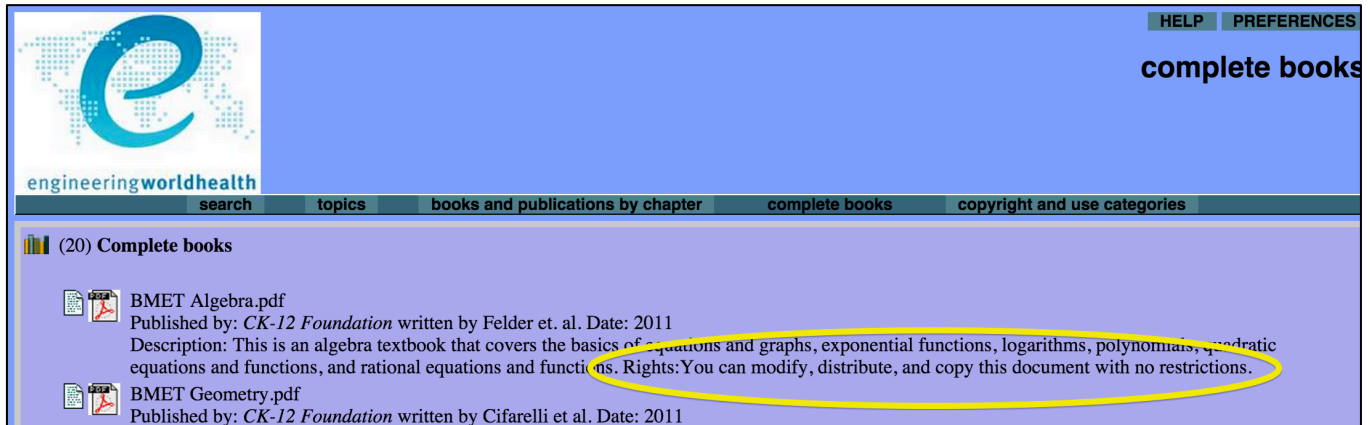 HELP PREFERENCES
complete books
engineeringworldhealth
search topics books and publications by chapter complete books copyright and use categories
(20) Complete books
BMET Algebra.pdf
Published by: CK-12 Foundation written by Felder et. al. Date: 2011
Description: This is an algebra textbook that covers the basics of equations and graphs, exponential functions, logarithms, polynomials, quadratic
equations and functions, and rational equations and functions. Rights:You can modify, distribute, and copy this document with no restrictions.
BMET Geometry.pdf
Published by: CK-12 Foundation written by Cifarelli et al. Date: 2011